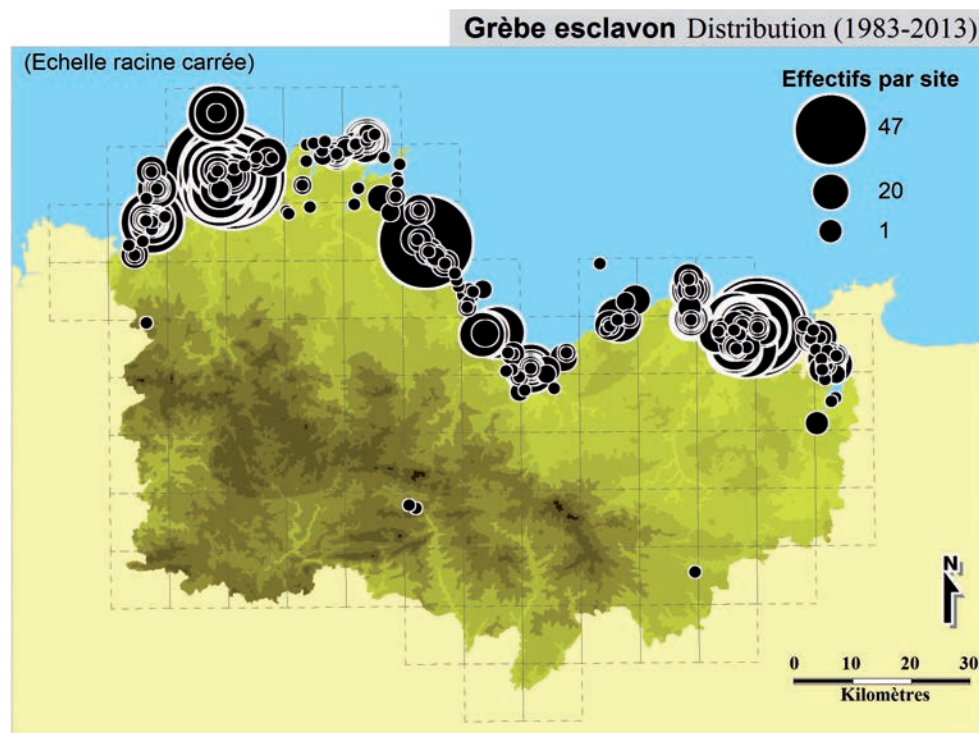 Grèbe esclavon Distribution (1983-2013)
(Echelle racine carrée)
Effectifs par site
47
20
1
N
0 10 20 30
Kilomètres